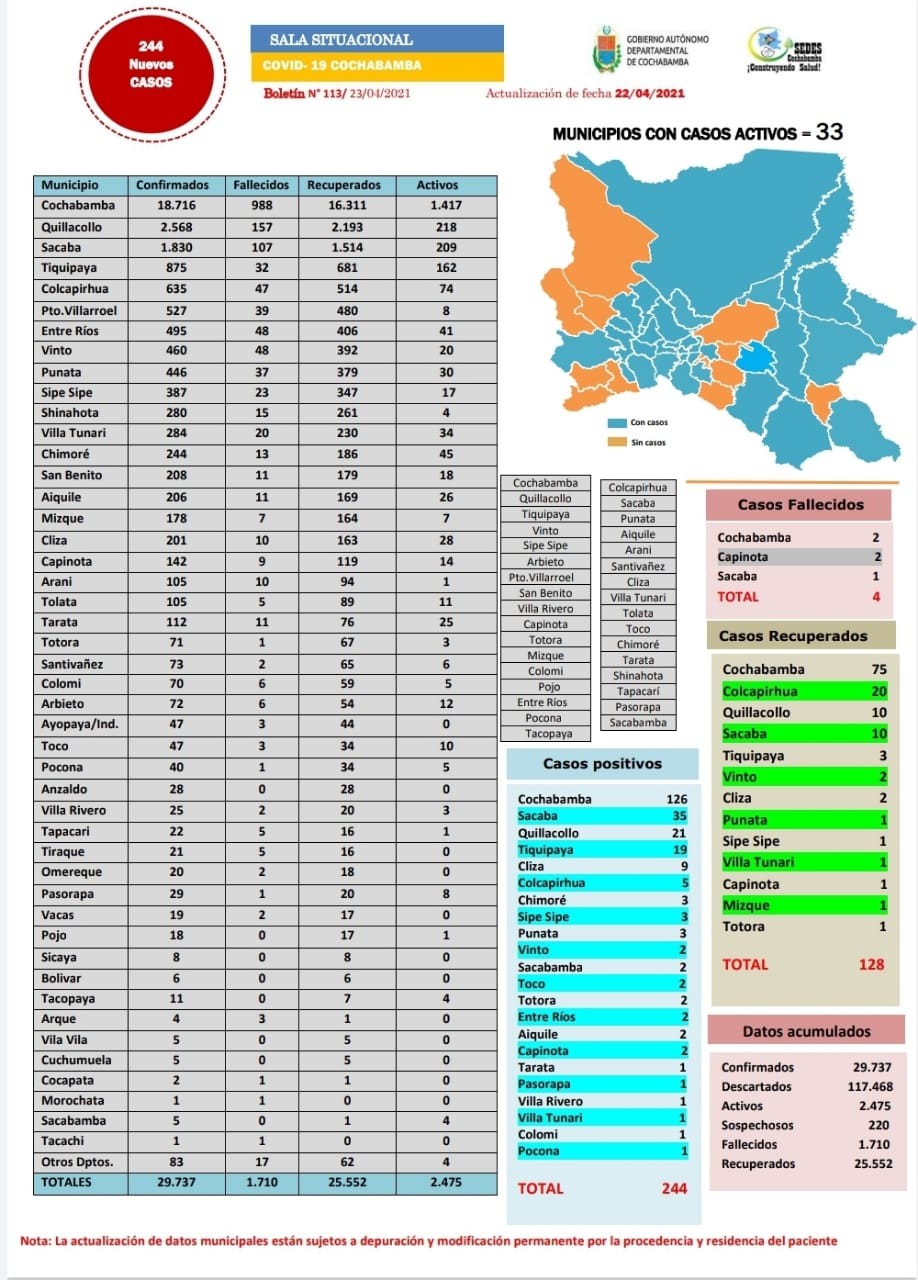 244
Nuevos
CASOS
SALA SITUACIONAL
COVID- 19 COCHABAMBA
Boletín N° 113/ 23/04/2021
Actualización de fecha 22/04/2021
GOBIERNO AUTÓNOMO
DEPARTAMENTAL
DE COCHABAMBA
SEDES
Cochabamba
¡Construyendo Salud!
MUNICIPIOS CON CASOS ACTIVOS = 33
Municipio Confirmados Fallecidos Recuperados Activos
Cochabamba 18.716 988 16.311 1.417
Quillacollo 2.568 157 2.193 218
Sacaba 1.830 107 1.514 209
Tiquipaya 875 32 681 162
Colcapirhua 635 47 514 74
Pto.Villarroel 527 39 480 8
Entre Ríos 495 48 406 41
Vinto 460 48 392 20
Punata 446 37 379 30
Sipe Sipe 387 23 347 17
Shinahota 280 15 261 4
Villa Tunari 284 20 230 34
Chimoré 244 13 186 45
San Benito 208 11 179 18
Aiquile 206 11 169 26
Mizque 178 7 164 7
Cliza 201 10 163 28
Capinota 142 9 119 14
Arani 105 10 94 1
Tolata 105 5 89 11
Tarata 112 11 76 25
Totora 71 1 67 3
Santivañez 73 2 65 6
Colomi 70 6 59 5
Arbieto 72 6 54 12
Ayopaya/Ind. 47 3 44 0
Toco 47 3 34 10
Pocona 40 1 34 5
Anzaldo 28 0 28 0
Villa Rivero 25 2 20 3
Tapacari 22 5 16 1
Tiraque 21 5 16 0
Omereque 20 2 18 0
Pasorapa 29 1 20 8
Vacas 19 2 17 0
Pojo 18 0 17 1
Sicaya 8 0 8 0
Bolivar 6 0 6 0
Tacopaya 11 0 7 4
Arque 4 3 1 0
Vila Vila 5 0 5 0
Cuchumuela 5 0 5 0
Cocapata 2 1 1 0
Morochata 1 1 0 0
Sacabamba 5 0 1 4
Tacachi 1 1 0 0
Otros Dptos. 83 17 62 4
TOTALES 29.737 1.710 25.552 2.475
Con casos
Sin casos
Cochabamba
Quillacollo
Tiquipaya
Vinto
Sipe Sipe
Arbieto
Pto.Villarroel
San Benito
Villa Rivero
Capinota
Totora
Mizque
Colomi
Pojo
Entre Ríos
Pocona
Tacopaya
Colcapirhua
Sacaba
Punata
Aiquile
Arani
Santivañez
Cliza
Villa Tunari
Tolata
Toco
Chimoré
Tarata
Shinahota
Tapacarí
Pasorapa
Sacabamba
Casos positivos
Cochabamba 126
Sacaba 35
Quillacollo 21
Tiquipaya 19
Cliza 9
Colcapirhua 5
Chimoré 3
Sipe Sipe 3
Punata 3
Vinto 2
Sacabamba 2
Toco 2
Totora 2
Entre Ríos 2
Aiquile 2
Capinota 2
Tarata 1
Pasorapa 1
Villa Rivero 1
Villa Tunari 1
Colomi 1
Pocona 1
TOTAL 244
Casos Fallecidos
Cochabamba 2
Capinota 2
Sacaba 1
TOTAL 4
Casos Recuperados
Cochabamba 75
Colcapirhua 20
Quillacollo 10
Sacaba 10
Tiquipaya 3
Vinto 2
Cliza 2
Punata 1
Sipe Sipe 1
Villa Tunari 1
Capinota 1
Mizque 1
Totora 1
TOTAL 128
Datos acumulados
Confirmados 29.737
Descartados 117.468
Activos 2.475
Sospechosos 220
Fallecidos 1.710
Recuperados 25.552
Nota: La actualización de datos municipales están sujetos a depuración y modificación permanente por la procedencia y residencia del paciente